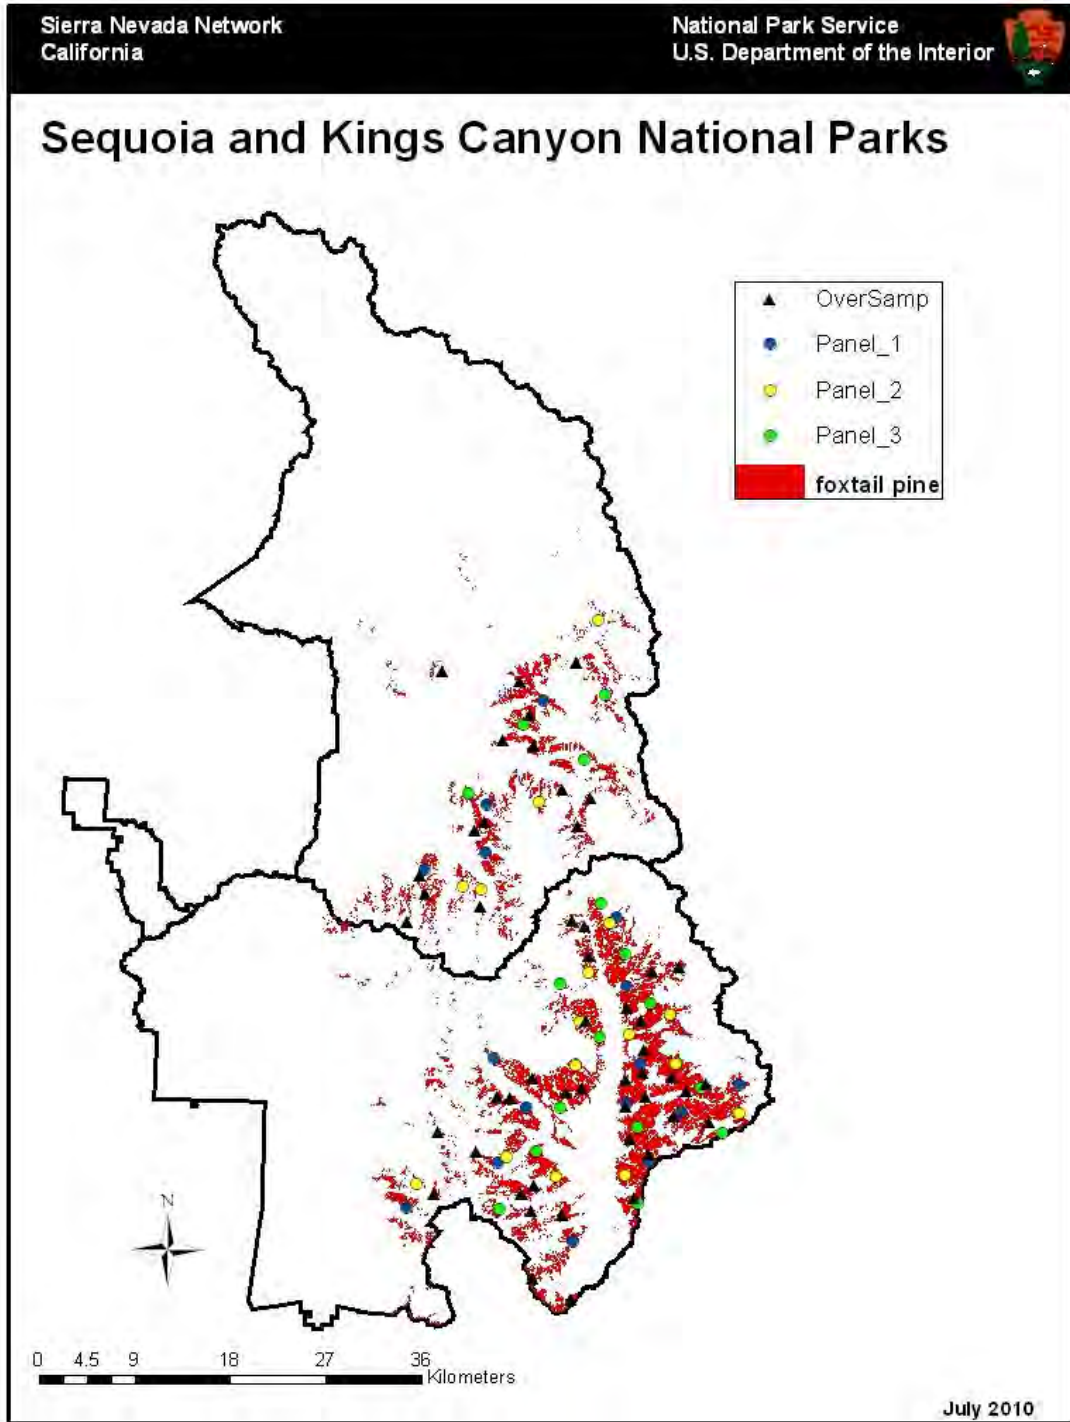 Sierra Nevada Network
California
National Park Service
U.S. Department of the Interior
Sequoia and Kings Canyon National Parks
OverSamp
Panel_1
Panel_2
Panel_3
foxtail pine
N
0 4.5 9 18 27 36
Kilometers
July 2010